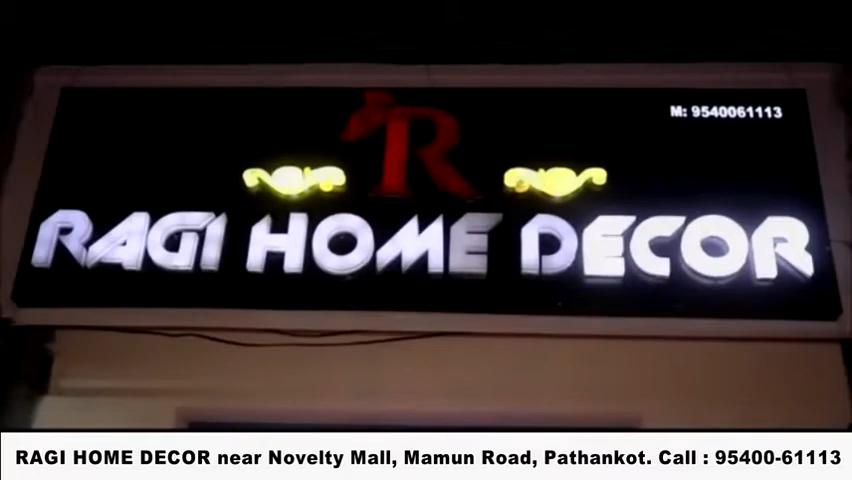 R
M: 9540061113
RAGI HOME DECOR
RAGI HOME DECOR near Novelty Mall, Mamun Road, Pathankot. Call : 95400-61113